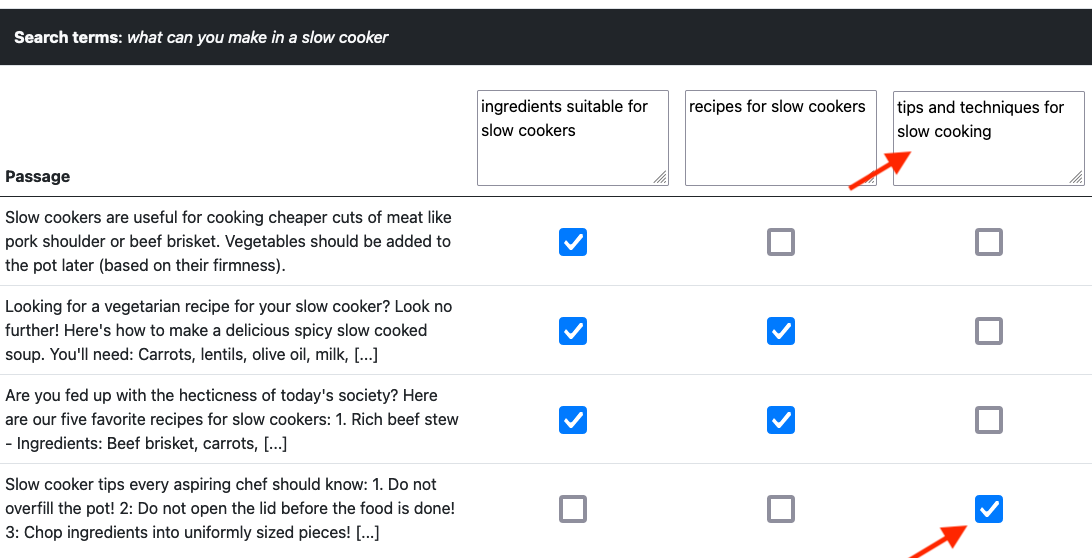 Search terms: what can you make in a slow cooker
ingredients suitable for
slow cookers
recipes for slow cookers
tips and techniques for
slow cooking
Passage
Slow cookers are useful for cooking cheaper cuts of meat like
pork shoulder or beef brisket. Vegetables should be added to
the pot later (based on their firmness).
Looking for a vegetarian recipe for your slow cooker? Look no
further! Here's how to make a delicious spicy slow cooked
soup. You'll need: Carrots, lentils, olive oil, milk, [...]
Are you fed up with the hecticness of today's society? Here
are our five favorite recipes for slow cookers: 1. Rich beef stew
- Ingredients: Beef brisket, carrots, [...]
Slow cooker tips every aspiring chef should know: 1. Do not
overfill the pot! 2: Do not open the lid before the food is done!
3: Chop ingredients into uniformly sized pieces! [...]